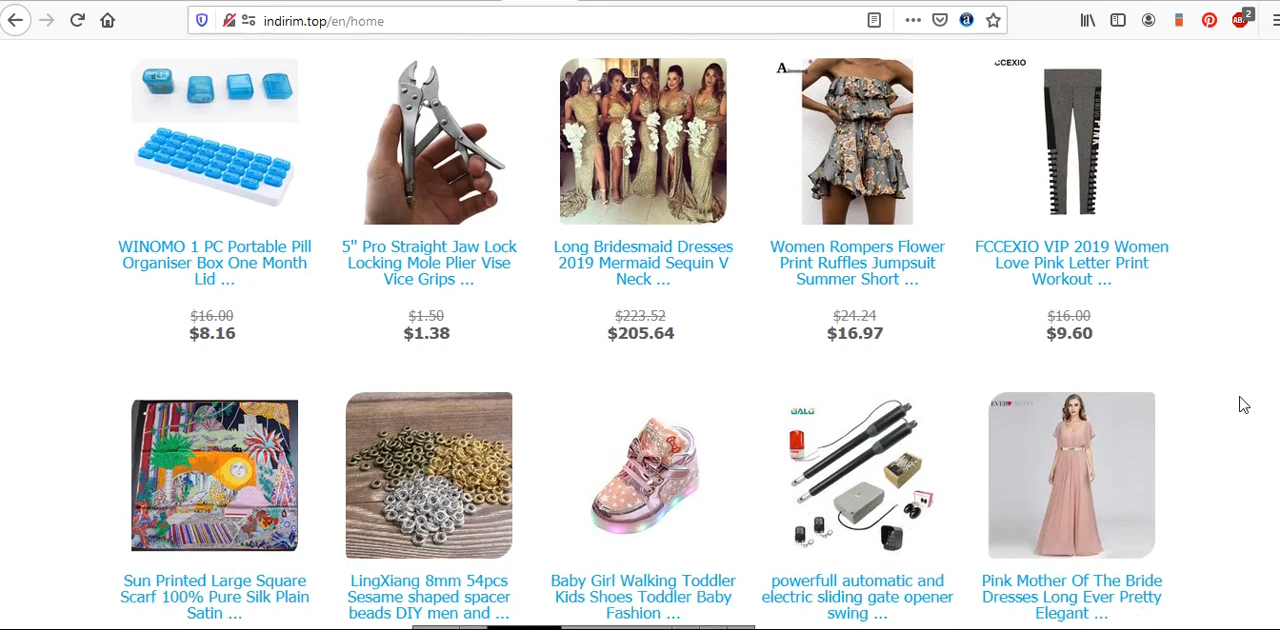 indirim.top/en/home
2
CCEXIO
WINOMO 1 PC Portable Pill
Organiser Box One Month
Lid ...
$16.00
$8.16
5" Pro Straight Jaw Lock
Locking Mole Plier Vise
Vice Grips ...
$1.50
$1.38
Long Bridesmaid Dresses
2019 Mermaid Sequin V
Neck ...
$223.52
$205.64
Women Rompers Flower
Print Ruffles Jumpsuit
Summer Short ...
$24.24
$16.97
FCCEXIO VIP 2019 Women
Love Pink Letter Print
Workout ...
$16.00
$9.60
GALO
Sun Printed Large Square
Scarf 100% Pure Silk Plain
Satin ...
LingXiang 8mm 54pcs
Sesame shaped spacer
beads DIY men and ...
Baby Girl Walking Toddler
Kids Shoes Toddler Baby
Fashion ...
powerfull automatic and
electric sliding gate opener
swing ...
Pink Mother Of The Bride
Dresses Long Ever Pretty
Elegant ...